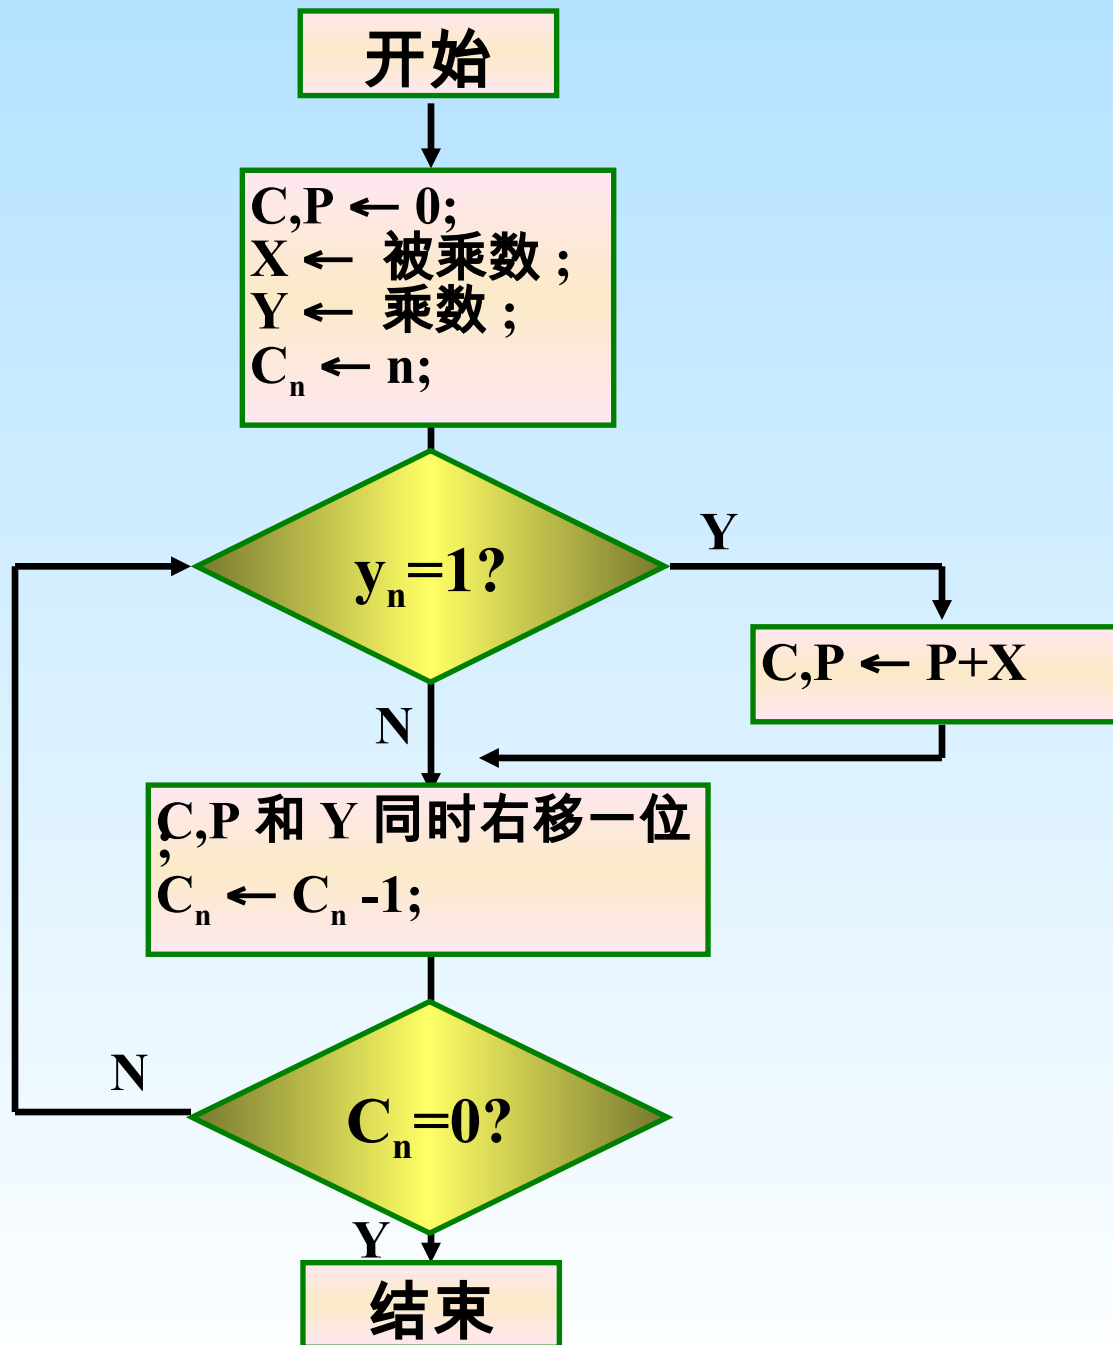 开始
C,P ← 0;
X ← 被乘数 ;
Y ← 乘数 ;
Cn ← n;
yn=1?
Y
C,P ← P+X
N
C,P 和 Y 同时右移一位
;
Cn ← Cn -1;
N
Cn=0?
Y
结束